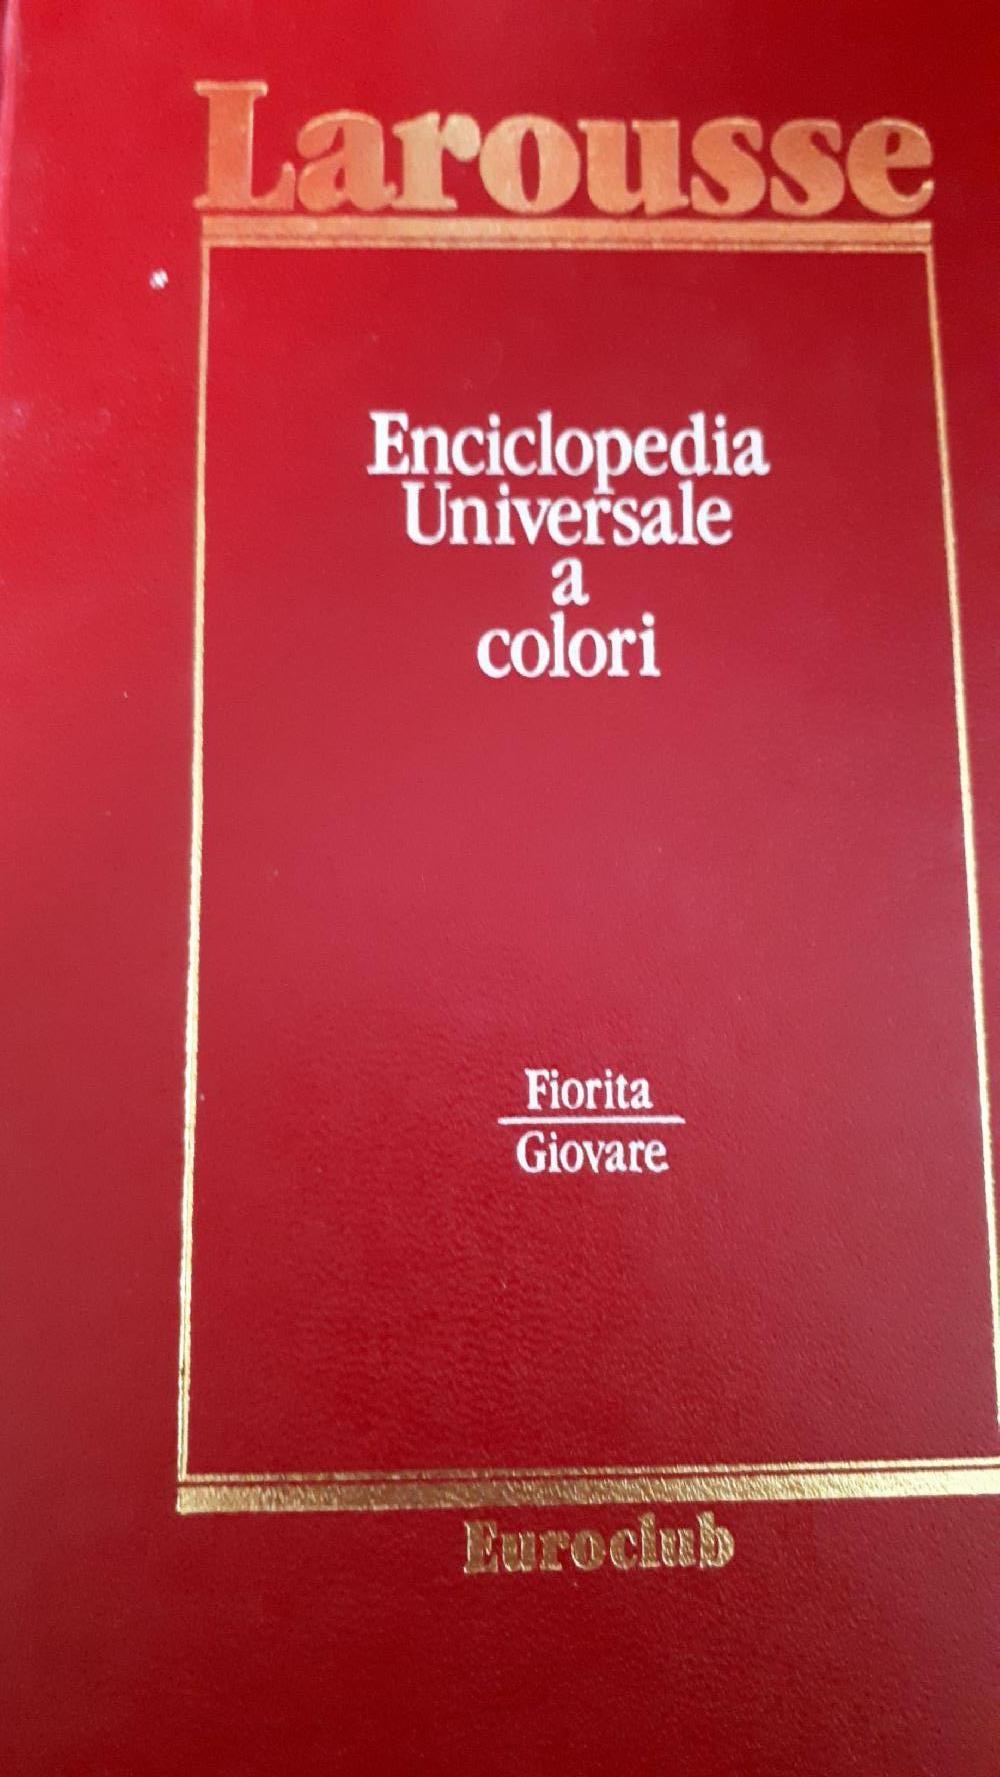 Larousse
Enciclopedia
Universale
a
colori
Fiorita
Giovare
Euroclub